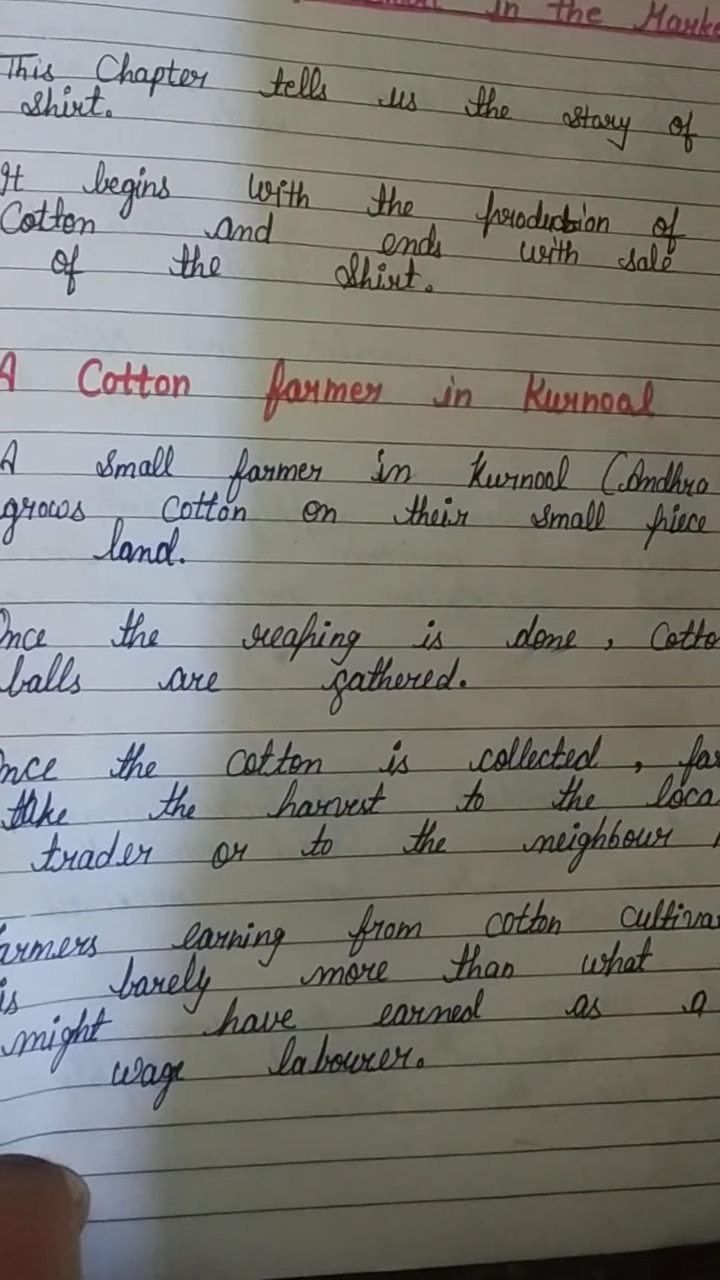 in the Marke
This Chapter tells us the story of
shirt.
It begins with the production of
Cotton and ends with sale
of the Shirt.
A Cotton farmer in Kurnoal
A small farmer in Kurnool (Andhra
grows cotton on their small piece
land.
Once the reaping is done, Cotto
balls are gathered.
nce the cotton is collected, far
take the harvest to the loca
trader or to the neighbour
armers earning from cotton cultiva
is barely more than what
might have earned as a
wage labourer.